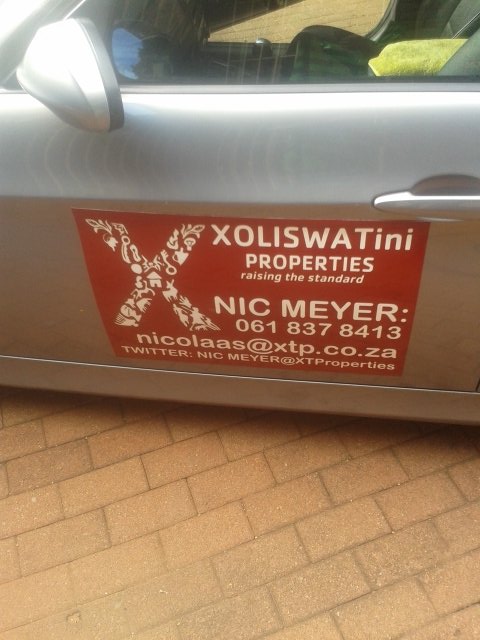 X XOLISWATini
PROPERTIES
raising the standard
NIC MEYER:
061 837 8413
nicolaas@xtp.co.za
TWITTER: NIC MEYER@XTProperties